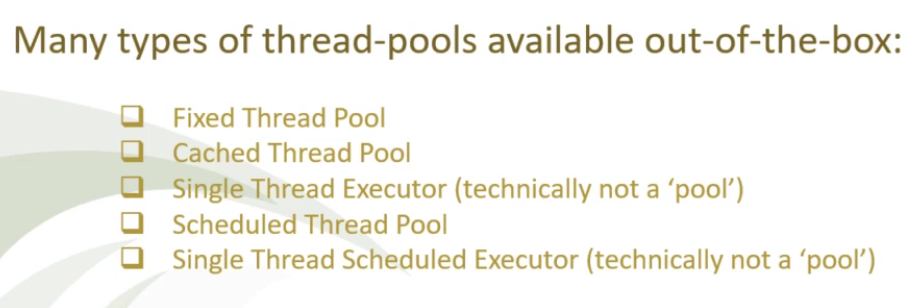 Many types of thread-pools available out-of-the-box:
Fixed Thread Pool
Cached Thread Pool
Single Thread Executor (technically not a ‘pool’)
Scheduled Thread Pool
Single Thread Scheduled Executor (technically not a ‘pool’)